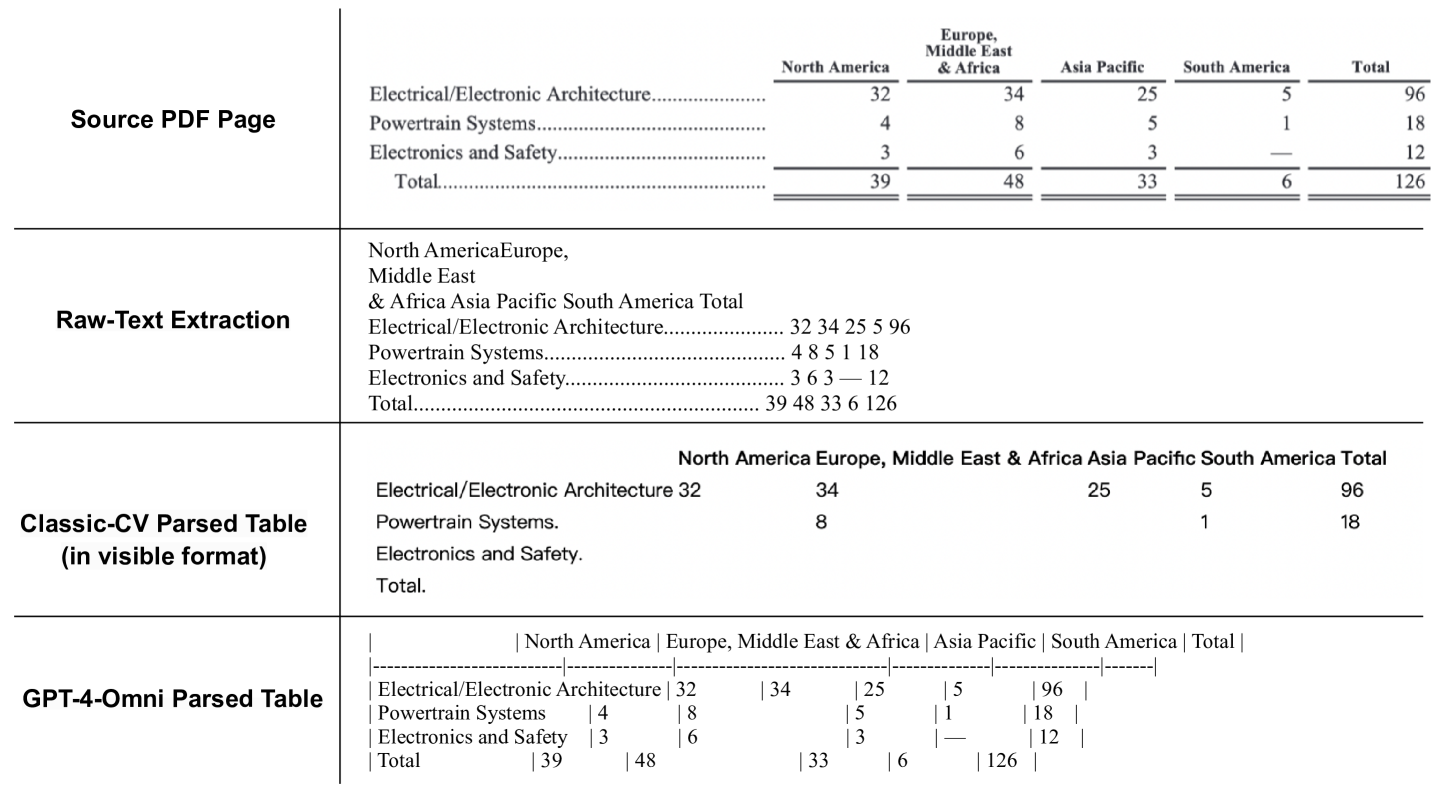 Source PDF Page
Europe,
Middle East
North America & Africa Asia Pacific South America Total
Electrical/Electronic Architecture...................... 32 34 25 5 96
Powertrain Systems............................................ 4 8 5 1 18
Electronics and Safety........................................ 3 6 3 — 12
Total.............................................................. 39 48 33 6 126
Raw-Text Extraction
North AmericaEurope,
Middle East
& Africa Asia Pacific South America Total
Electrical/Electronic Architecture...................... 32 34 25 5 96
Powertrain Systems............................................ 4 8 5 1 18
Electronics and Safety........................................ 3 6 3 — 12
Total............................................................... 39 48 33 6 126
Classic-CV Parsed Table
(in visible format)
North America Europe, Middle East & Africa Asia Pacific South America Total
Electrical/Electronic Architecture 32 34 25 5 96
Powertrain Systems. 8 1 18
Electronics and Safety.
Total.
GPT-4-Omni Parsed Table
| | North America | Europe, Middle East & Africa | Asia Pacific | South America | Total |
|---------------------------|---------------|------------------------------|--------------|---------------|-------|
| Electrical/Electronic Architecture | 32 | 34 | 25 | 5 | 96 |
| Powertrain Systems | 4 | 8 | 5 | 1 | 18 |
| Electronics and Safety | 3 | 6 | 3 | — | 12 |
| Total | 39 | 48 | 33 | 6 | 126 |